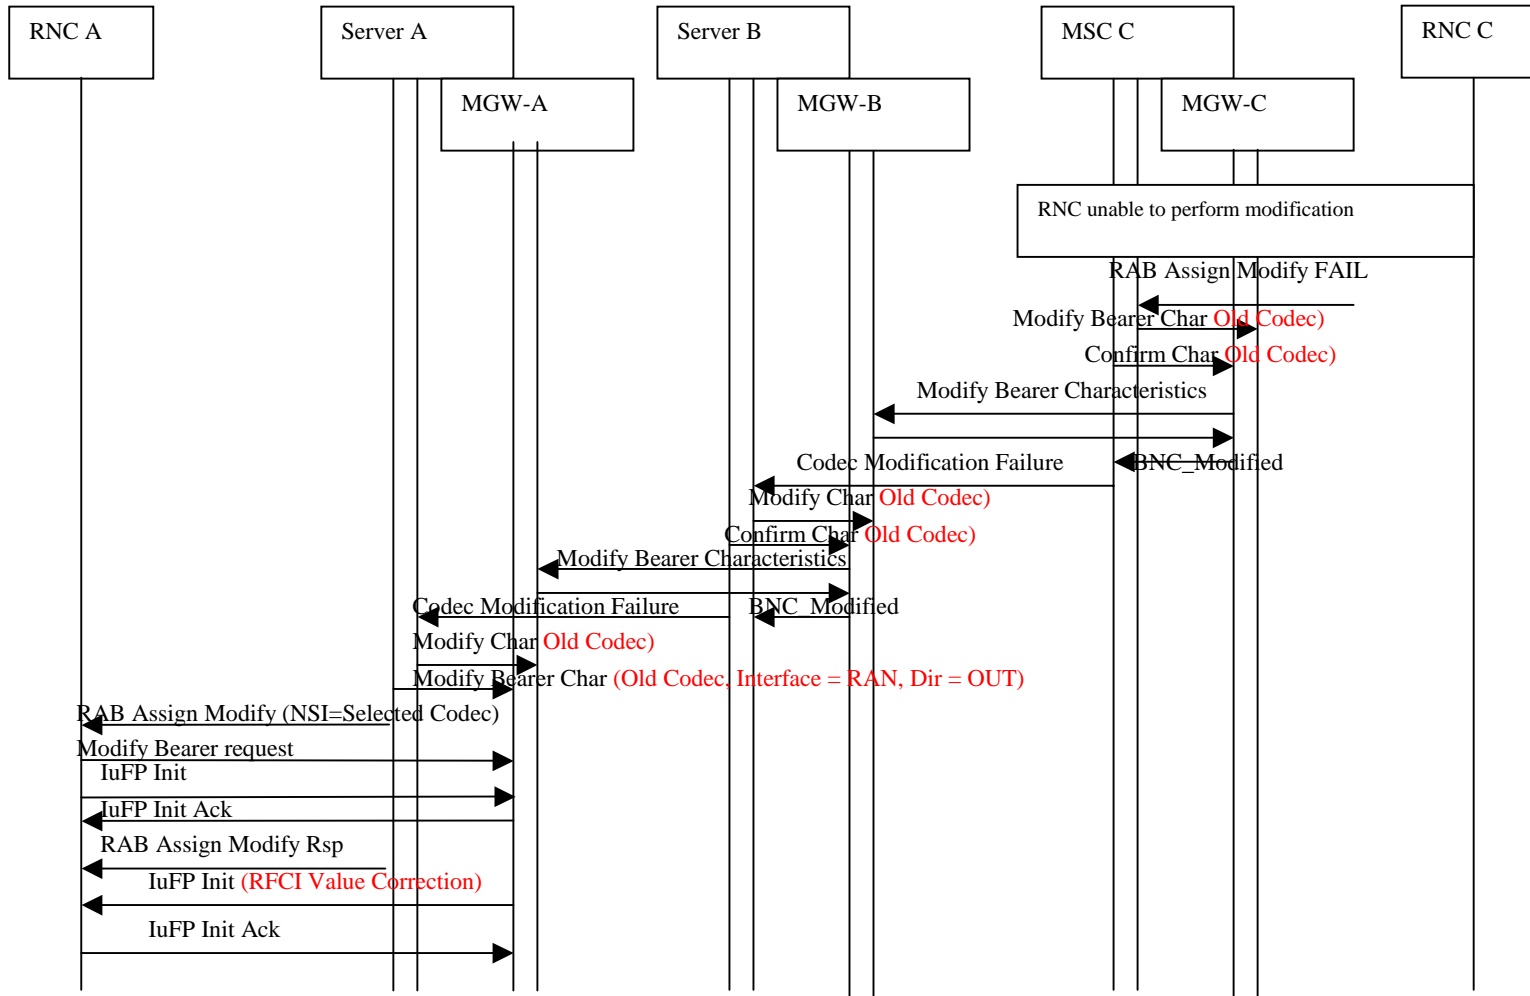 RNC A
Server A
Server B
MSC C
RNC C
MGW-A
MGW-B
MGW-C
RNC unable to perform modification
RAB Assign Modify FAIL
Modify Bearer Char Old Codec)
Confirm Char Old Codec)
Modify Bearer Characteristics
Codec Modification Failure
BNC_Modified
Modify Char Old Codec)
Confirm Char Old Codec)
Modify Bearer Characteristics
Codec Modification Failure
BNC_Modified
Modify Char Old Codec)
Modify Bearer Char (Old Codec, Interface = RAN, Dir = OUT)
RAB Assign Modify (NSI=Selected Codec)
Modify Bearer request
IuFP Init
IuFP Init Ack
RAB Assign Modify Rsp
IuFP Init (RFCI Value Correction)
IuFP Init Ack